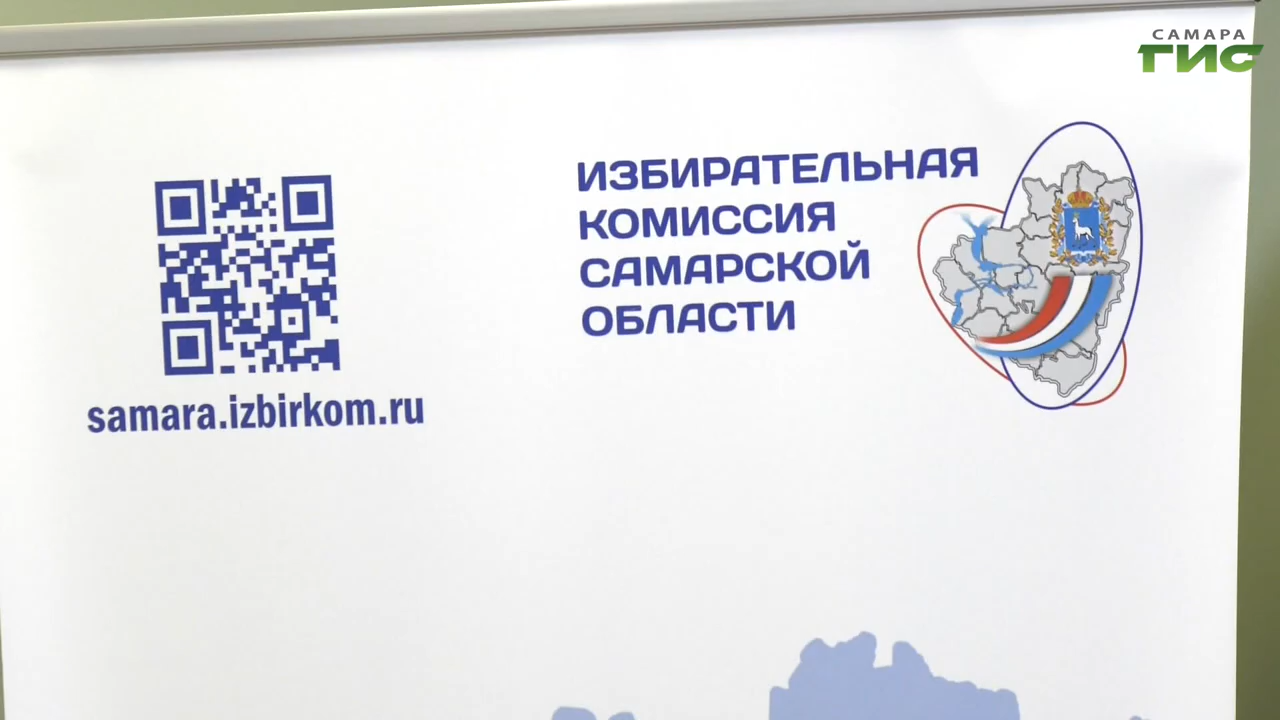 САМАРА
ГИС
ИЗБИРАТЕЛЬНАЯ
КОМИССИЯ
САМАРСКОЙ
ОБЛАСТИ
samara.izbirkom.ru